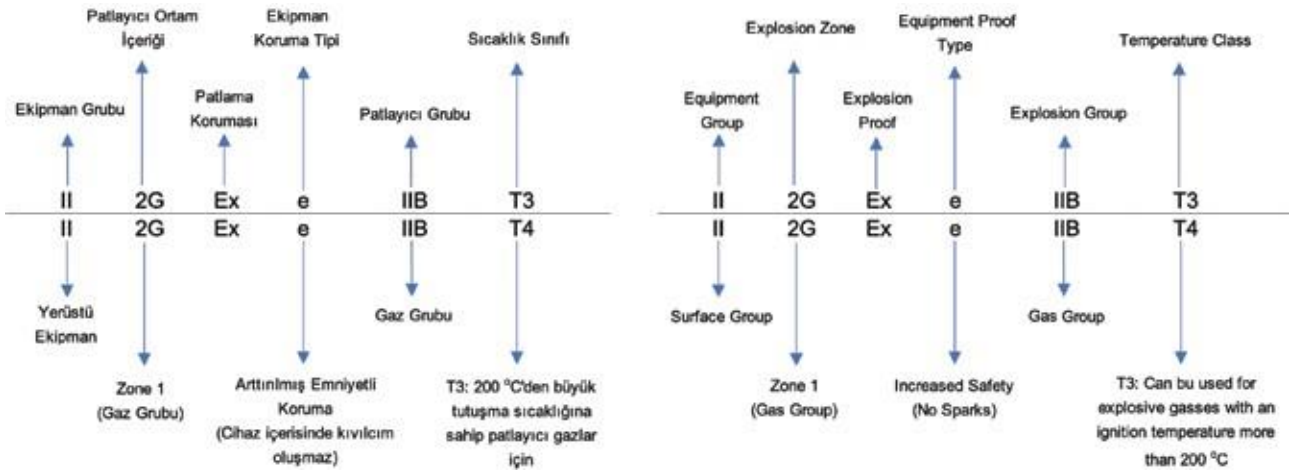 Patlayıcı Ortam
İçeriği
Ekipman
Koruma Tipi
Sıcaklık Sınıfı
Ekipman Grubu
Patlama
Koruması
Patlayıcı Grubu
II 2G Ex e IIB T3
II 2G Ex e IIB T4
Yerüstü
Ekipman
Gaz Grubu
Zone 1
(Gaz Grubu)
Arttırılmış Emniyetli
Koruma
(Cihaz içerisinde kıvılcım
oluşmaz)
T3: 200 °C'den büyük
tutuşma sıcaklığına
sahip patlayıcı gazlar
için
Explosion Zone
Equipment Proof
Type
Temperature Class
Equipment
Group
Explosion
Proof
Explosion Group
II 2G Ex e IIB T3
II 2G Ex e IIB T4
Surface Group
Gas Group
Zone 1
(Gas Group)
Increased Safety
(No Sparks)
T3: Can bu used for
explosive gasses with an
ignition temperature more
than 200 °C